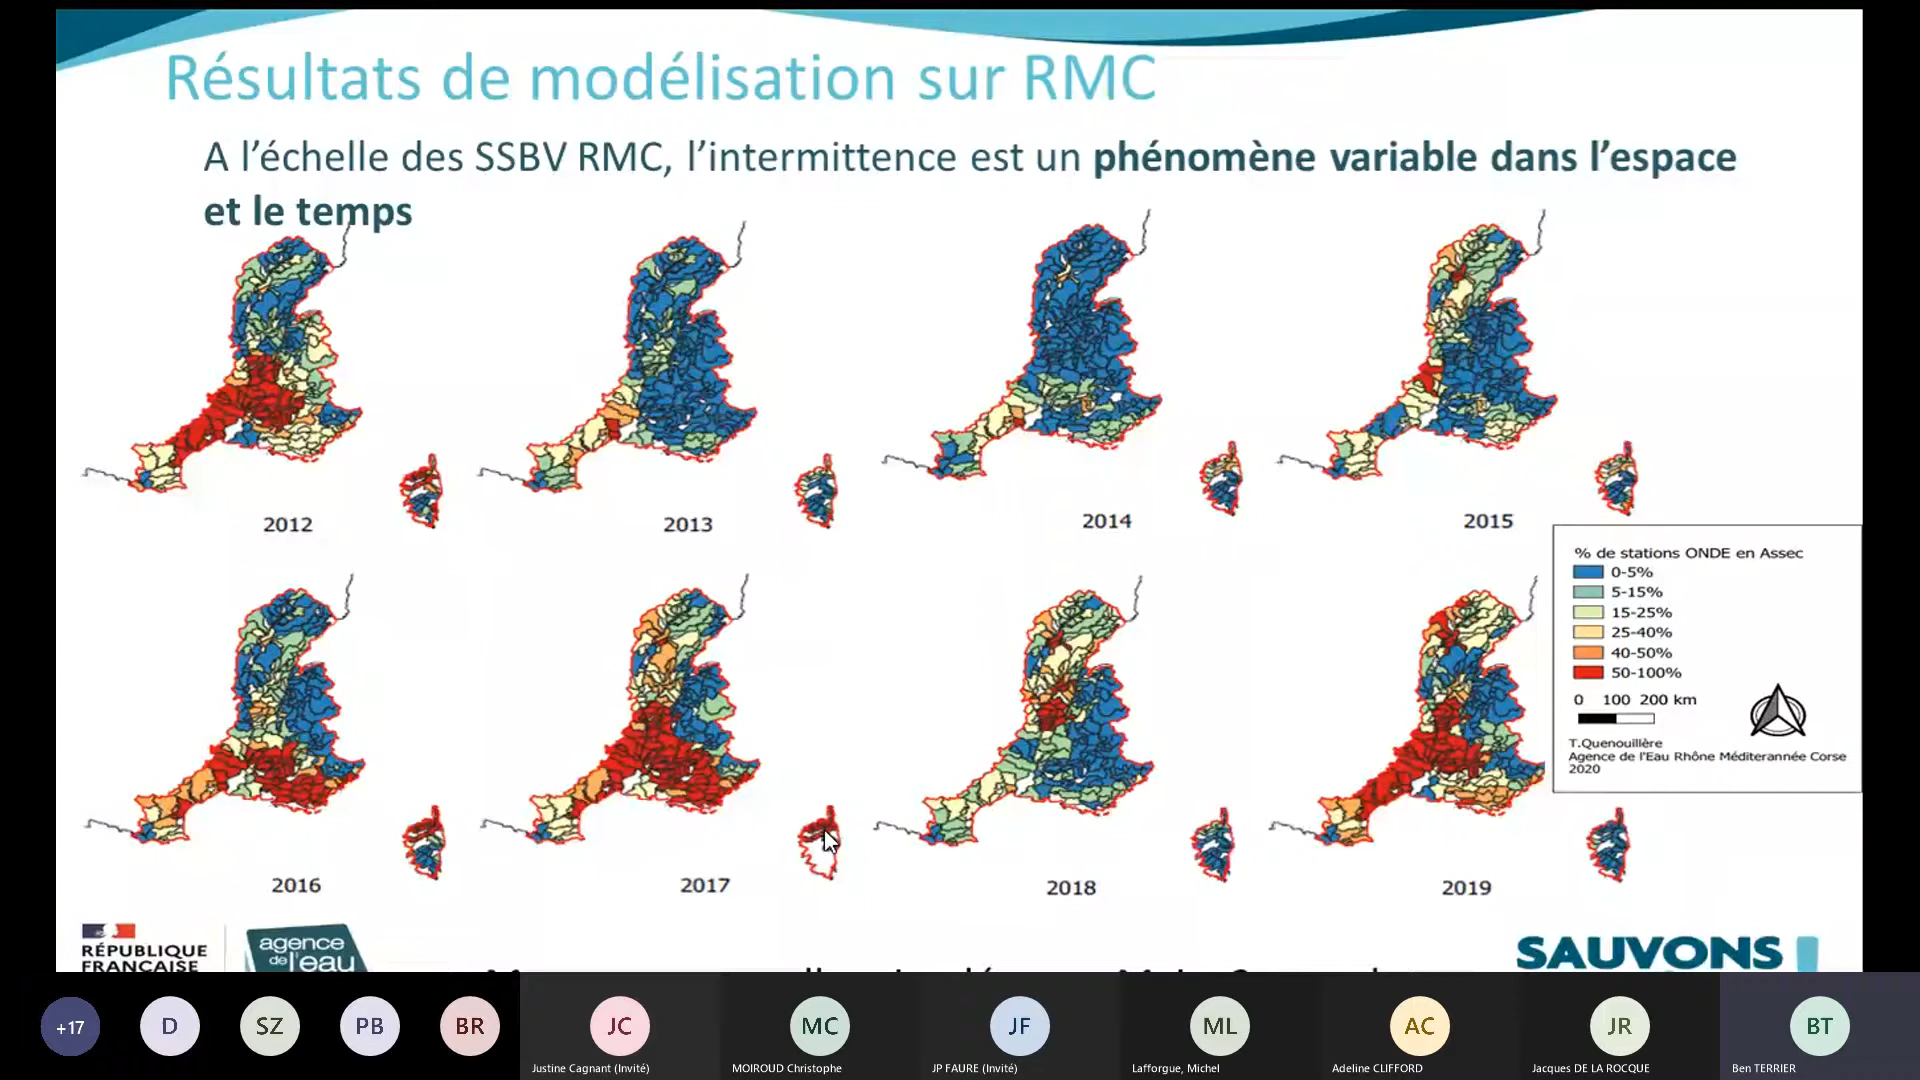 Résultats de modélisation sur RMC
A l’échelle des SSBV RMC, l’intermittence est un phénomène variable dans l’espace
et le temps
2012
2013
2014
2015
% de stations ONDE en Assec
0-5%
5-15%
15-25%
25-40%
40-50%
50-100%
0 100 200 km
T.Quenouillère
Agence de l'Eau Rhône Méditerannée Corse
2020
2016
2017
2018
2019
RÉPUBLIQUE
FRANÇAISE
agence
de l'eau
SAUVONS !
+17
D
SZ
PB
BR
JC
MC
JF
ML
AC
JR
BT
Justine Cagnant (Invité)
MOIROUD Christophe
JP FAURE (Invité)
Lafforgue, Michel
Adeline CLIFFORD
Jacques DE LA ROCQUE
Ben TERRIER